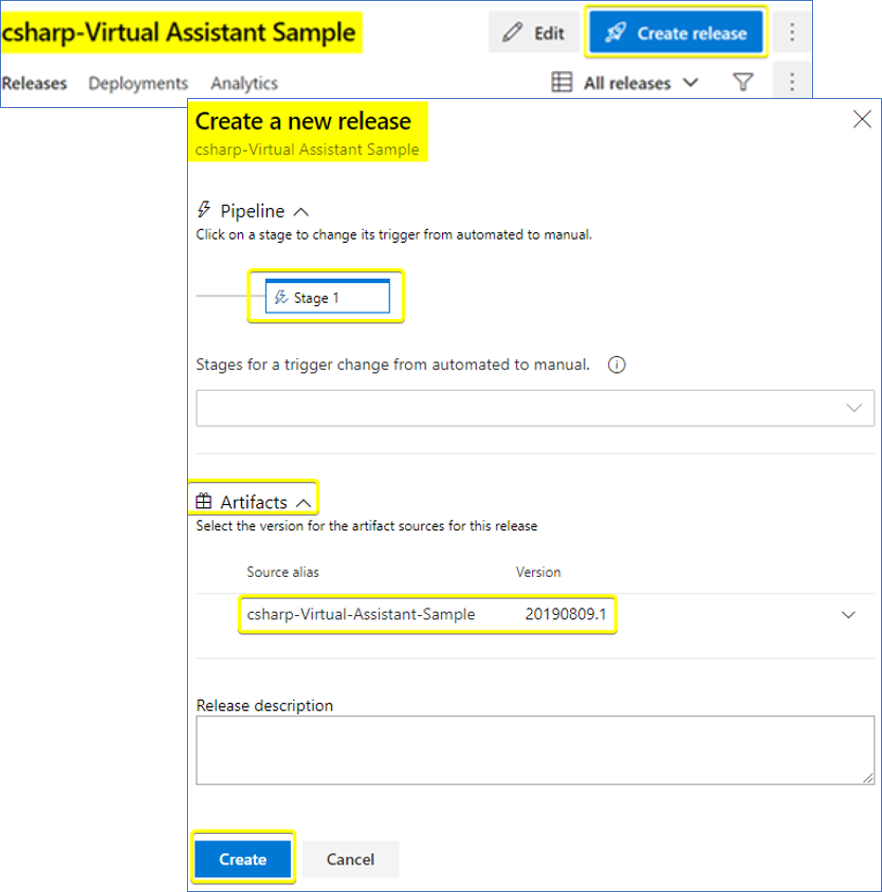 csharp-Virtual Assistant Sample
Edit
Create release
Releases Deployments Analytics
All releases
Create a new release
csharp-Virtual Assistant Sample
Pipeline
Click on a stage to change its trigger from automated to manual.
Stage 1
Stages for a trigger change from automated to manual.
Artifacts
Select the version for the artifact sources for this release
Source alias Version
csharp-Virtual-Assistant-Sample 20190809.1
Release description
Create Cancel